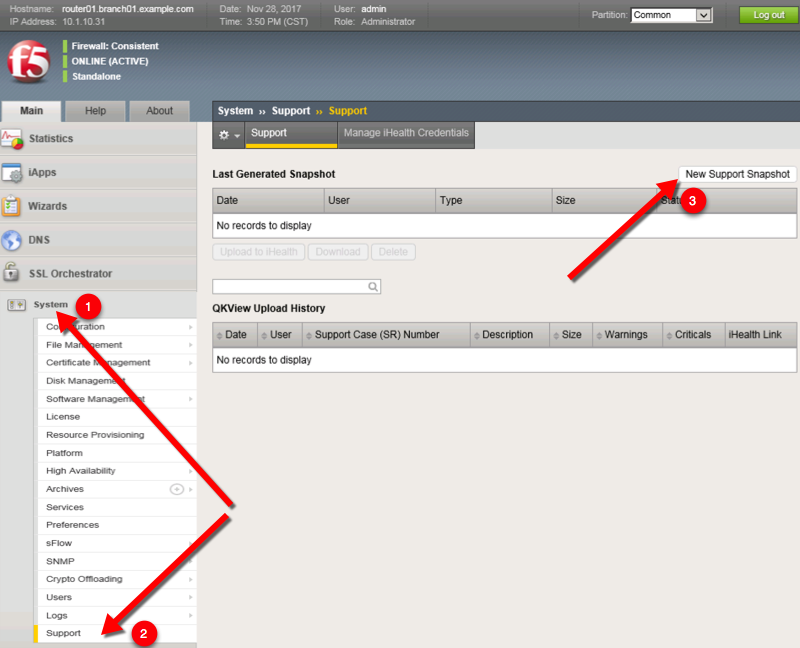 Hostname: router01.branch01.example.com Date: Nov 28, 2017 User: admin
IP Address: 10.1.10.31 Time: 3:50 PM (CST) Role: Administrator
Partition: Common Log out
f5
Firewall: Consistent
ONLINE (ACTIVE)
Standalone
Main Help About
System ›› Support ›› Support
Support Manage iHealth Credentials
Statistics
iApps
Wizards
DNS
SSL Orchestrator
System 1
File Management
Certificate Management
Disk Management
Software Management
License
Resource Provisioning
Platform
High Availability
Archives
Services
Preferences
sFlow
SNMP
Crypto Offloading
Users
Logs
Support 2
Last Generated Snapshot New Support Snapshot
3
Date User Type Size
No records to display
Upload to iHealth Download Delete
QKView Upload History
Date User Support Case (SR) Number Description Size Warnings Criticals iHealth Link
No records to display